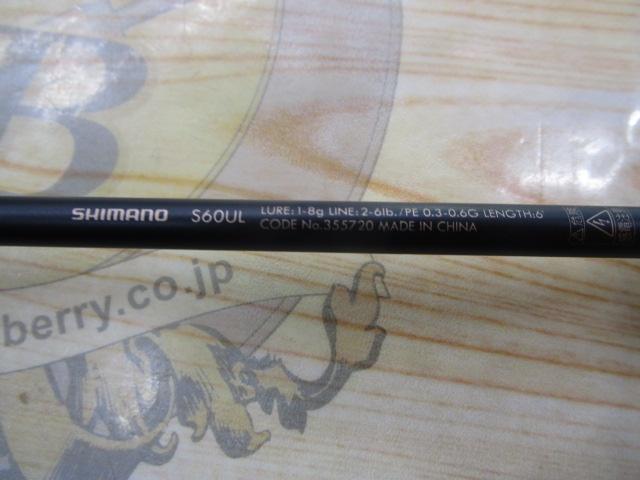 B
SHIMANO S60UL LURE:1-8g LINE:2-6lb./PE 0.3-0.6G LENGTH:6'
CODE No.355720 MADE IN CHINA
berry.co.jp